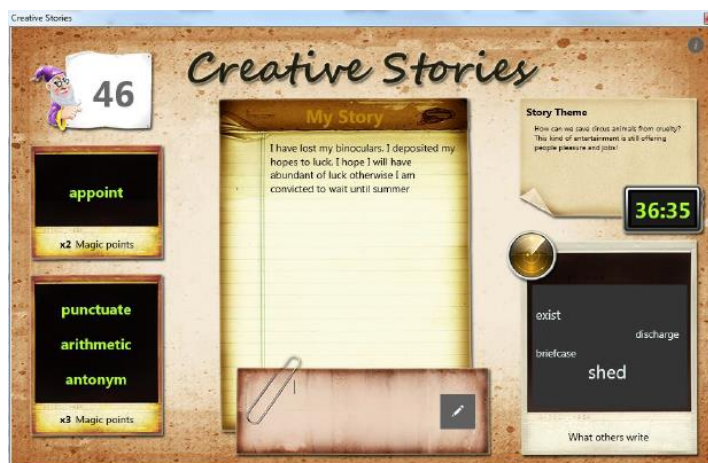 Creative Stories
Creative Stories
46
My Story
I have lost my binoculars. I deposited my
hopes to luck. I hope I will have
abundant of luck otherwise I am
convicted to wait until summer
appoint
x2 Magic points
punctuate
arithmetic
antonym
x3 Magic points
Story Theme
How can we save circus animals from cruelty?
This kind of entertainment is still offering
people pleasure and jobs!
36:35
exist
discharge
briefcase
shed
What others write